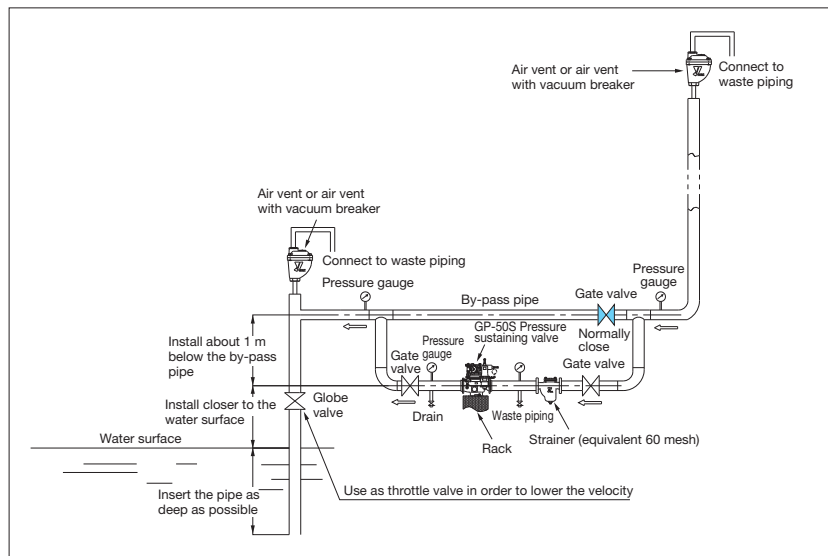 Air vent or air vent
with vacuum breaker
Connect to
waste piping
Air vent or air vent
with vacuum breaker
Connect to waste piping
Pressure gauge
By-pass pipe
Gate valve
Pressure
gauge
Normally
close
Install about 1 m
below the by-pass
pipe
Gate
valve
Pressure
gauge
GP-50S Pressure
sustaining valve
Gate valve
Install closer to the
water surface
Globe
valve
Drain
Waste piping
Rack
Strainer (equivalent 60 mesh)
Water surface
Insert the pipe as
deep as possible
Use as throttle valve in order to lower the velocity